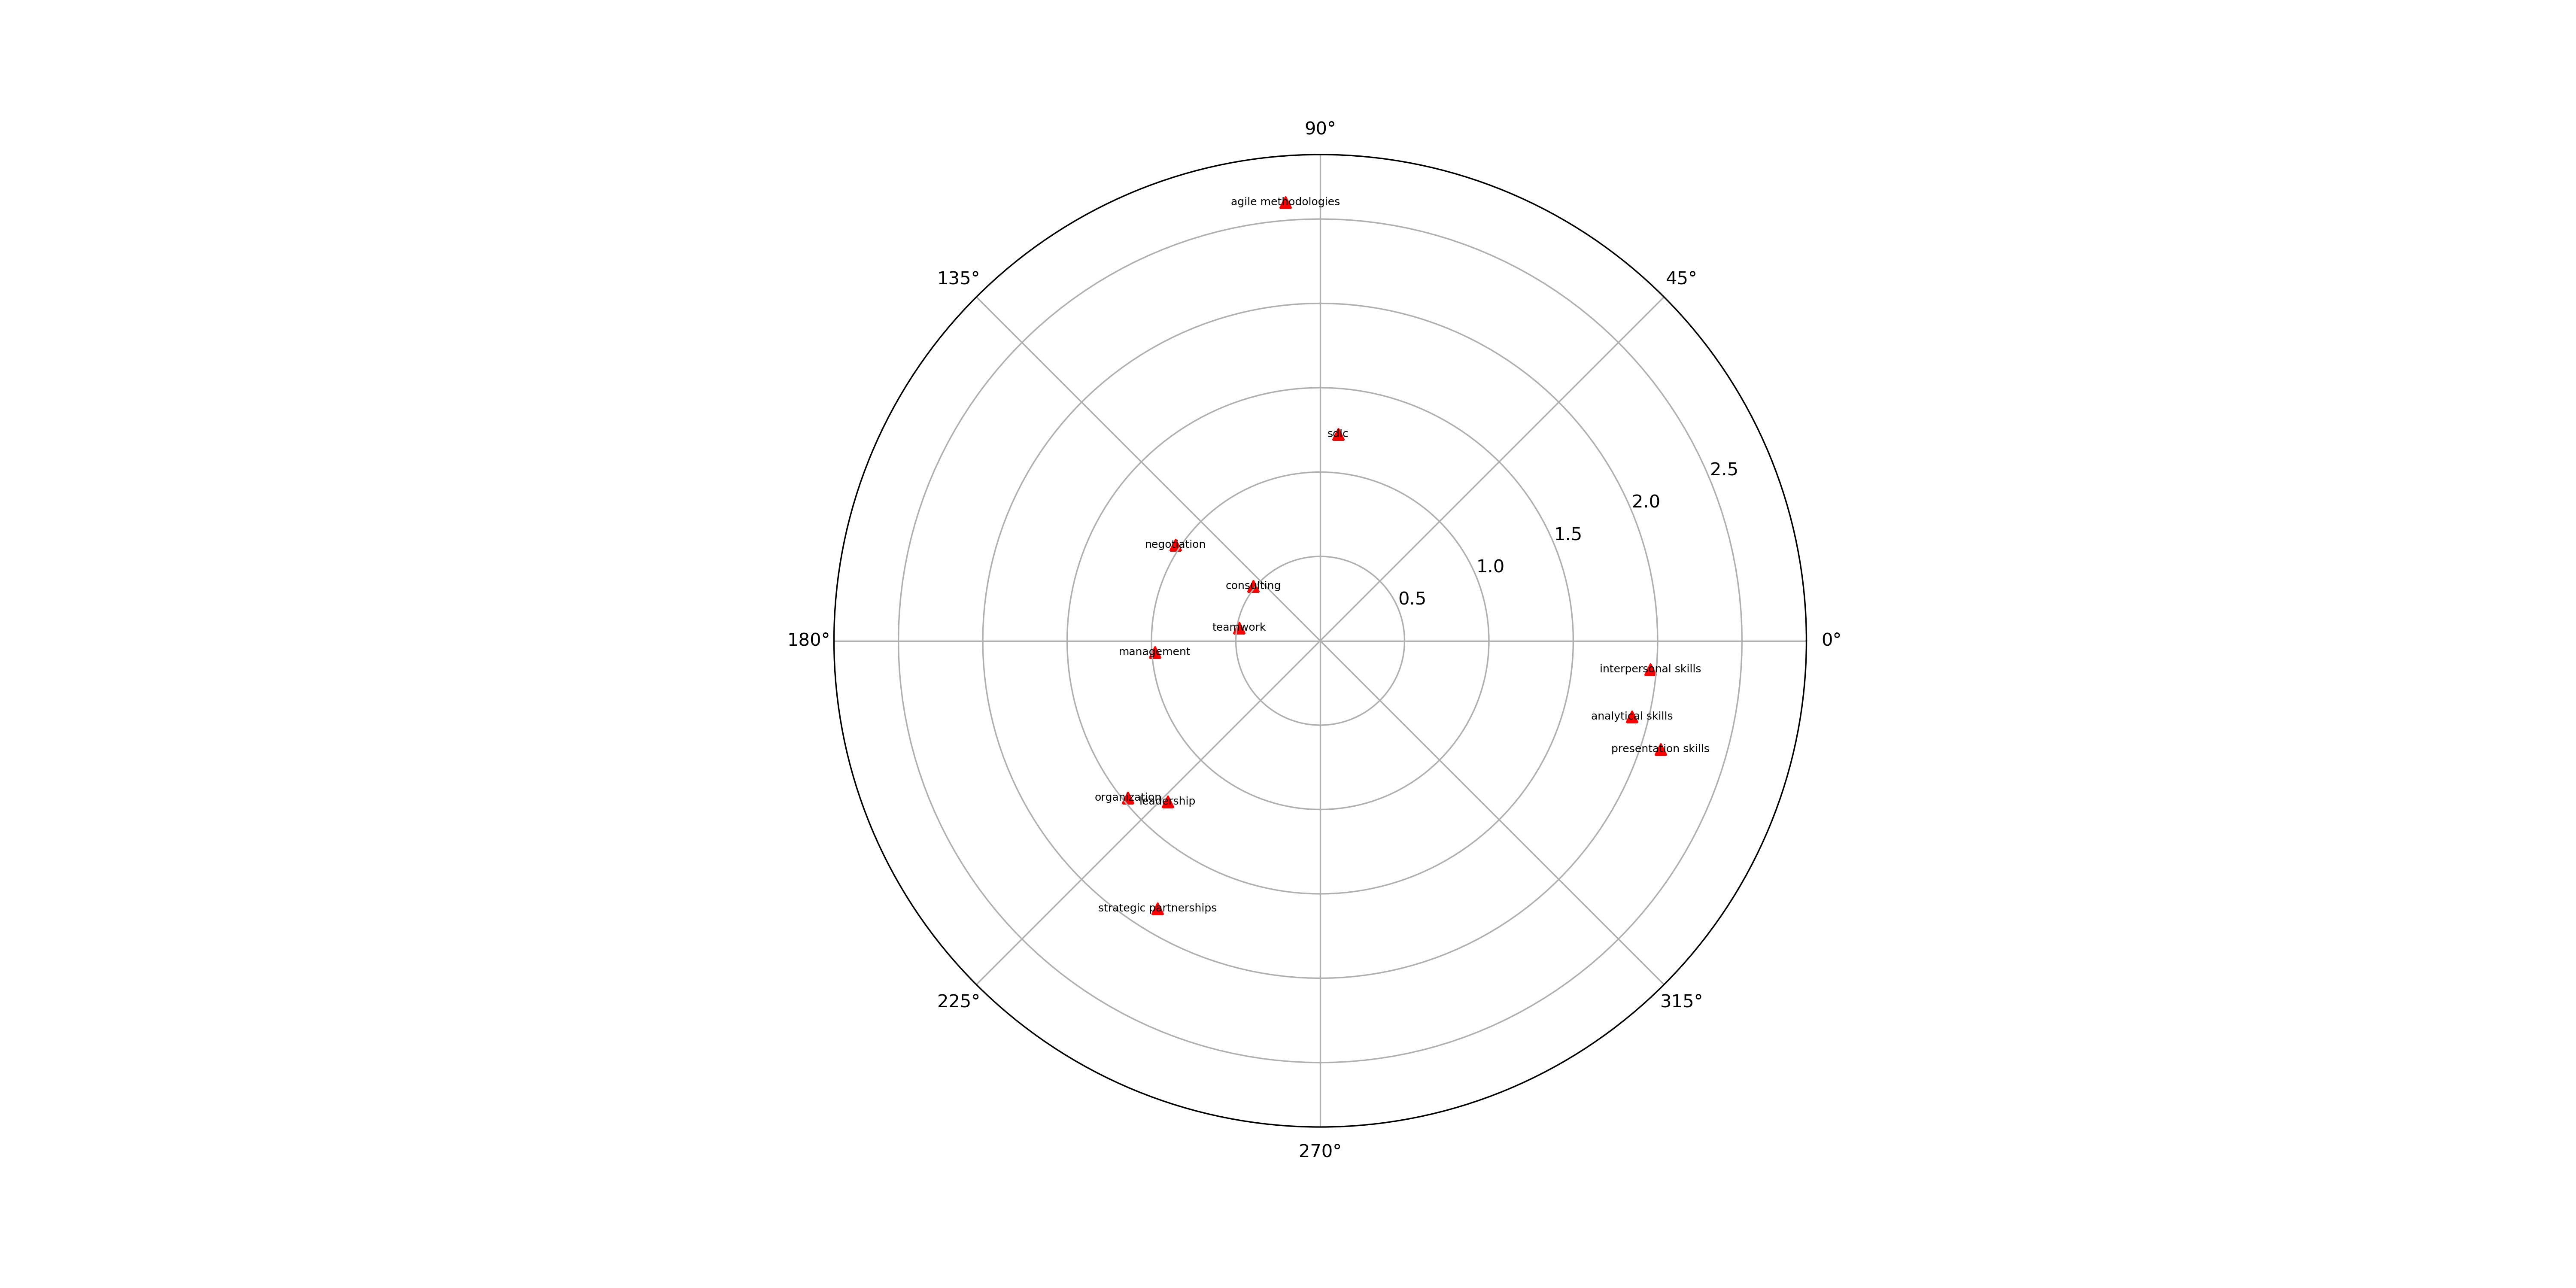 90°
agile methodologies
135°
45°
sdlc
2.5
2.0
1.5
negotiation
1.0
consulting
0.5
teamwork
180°
0°
management
interpersonal skills
analytical skills
presentation skills
organization
leadership
strategic partnerships
225°
315°
270°